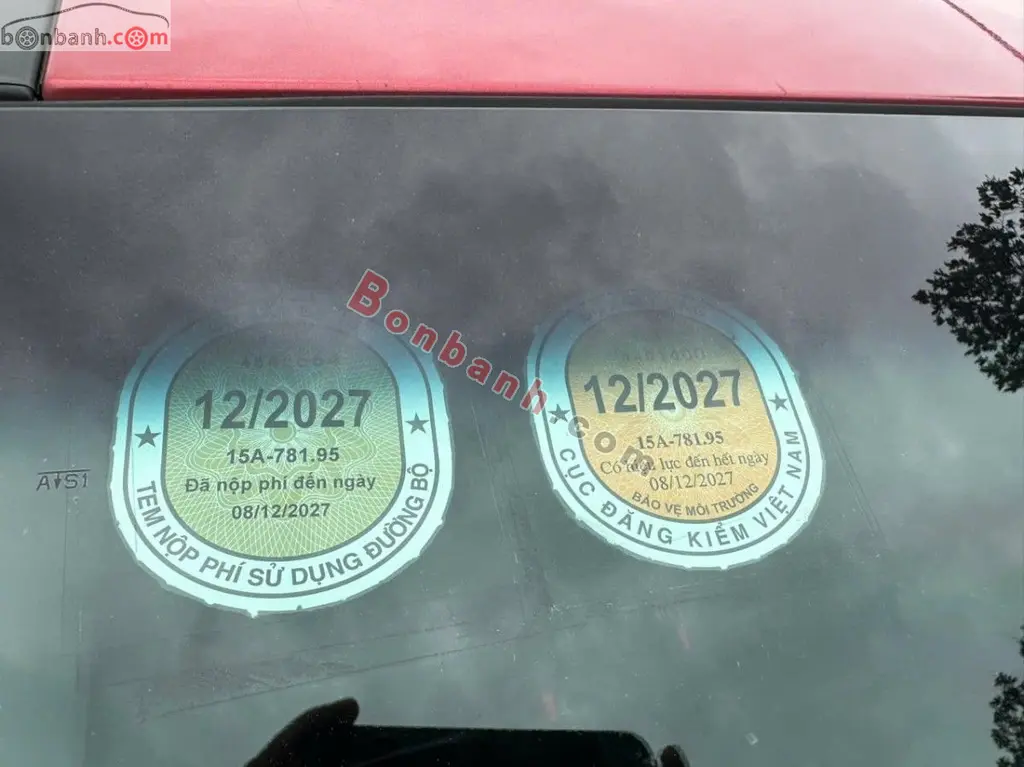 bonbanh.com
Bonbanh.com
12/2027
15A-781.95
Đã nộp phí đến ngày
08/12/2027
TEM NỘP PHÍ SỬ DỤNG ĐƯỜNG BỘ
12/2027
15A-781.95
Có hiệu lực đến hết ngày
08/12/2027
BẢO VỆ MÔI TRƯỜNG
CỤC ĐĂNG KIỂM VIỆT NAM
AS1